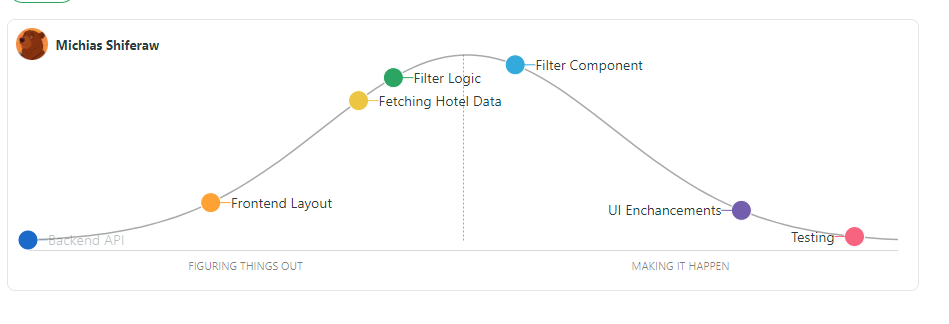 Michias Shiferaw
Filter Component
Filter Logic
Fetching Hotel Data
Frontend Layout
UI Enchancements
Testing
Backend API
FIGURING THINGS OUT
MAKING IT HAPPEN